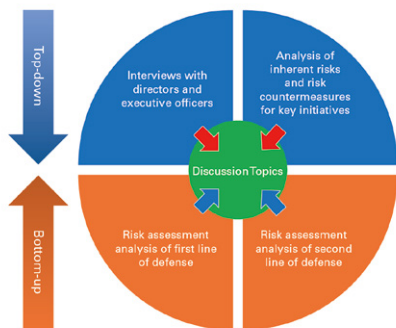 Top-down
Interviews with
directors and
executive officers
Analysis of
inherent risks
and risk
countermeasures
for key initiatives
Discussion Topics
Bottom-up
Risk assessment
analysis of first line
of defense
Risk assessment
analysis of second
line of defense